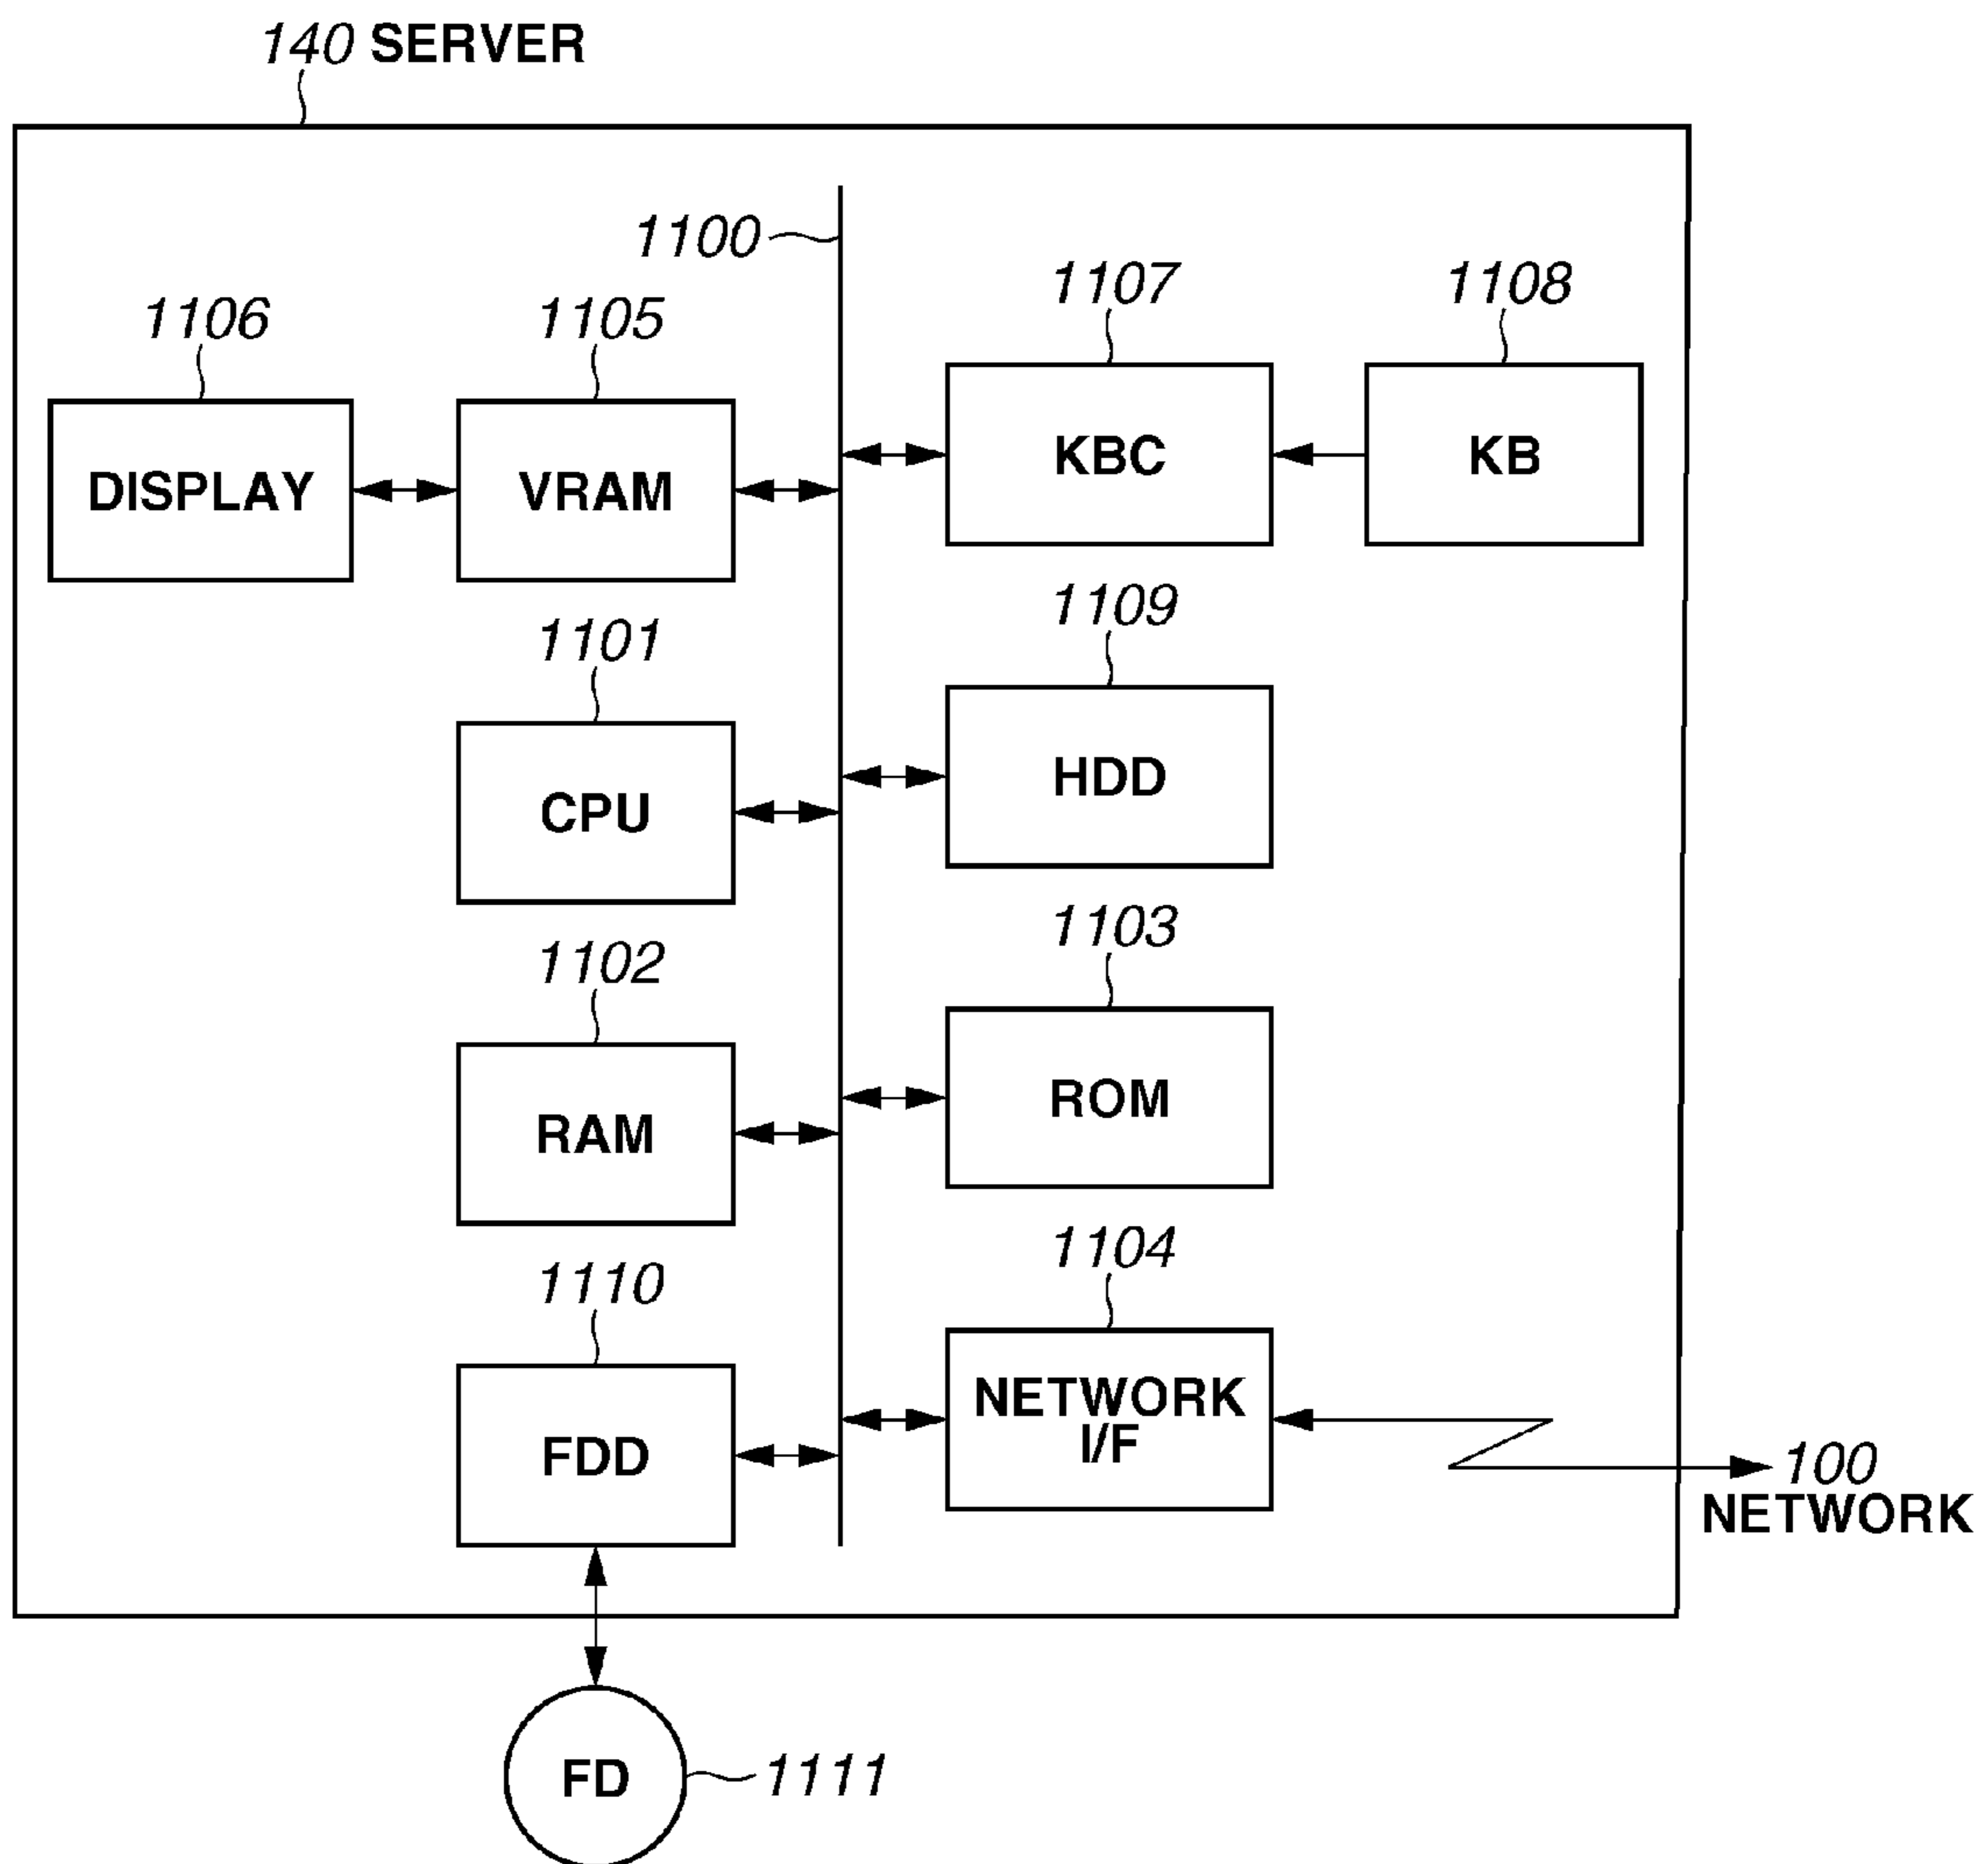 140 SERVER
1100
1107
1108
1106
1105
KBC
KB
DISPLAY
VRAM
1109
1101
HDD
CPU
1103
1102
ROM
RAM
1104
1110
NETWORK
I/F
FDD
100
NETWORK
FD
1111